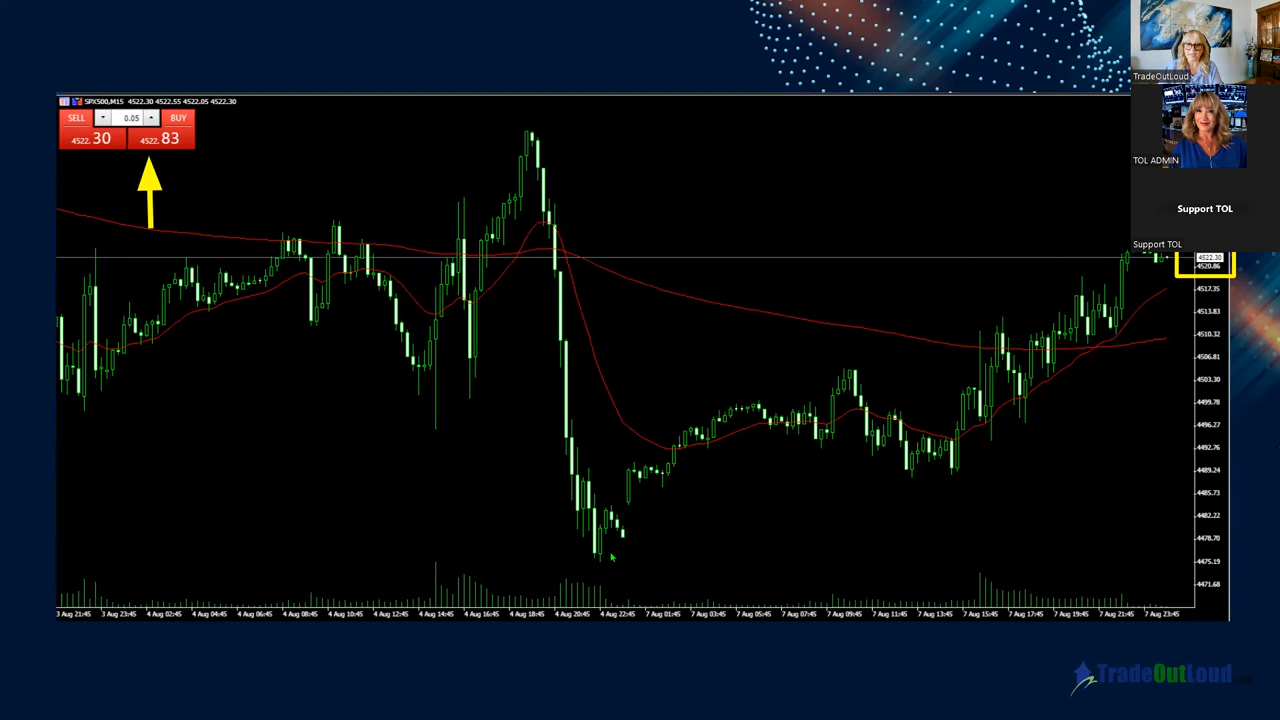 SPX500,M15 4522.30 4522.55 4522.05 4522.30
SELL 0.05 BUY
4522.30 4522.83
TradeOutLoud
TOL ADMIN
Support TOL
Support TOL
4522.30
4520.86
4517.35
4513.83
4510.32
4506.81
4503.30
4499.78
4496.27
4492.76
4489.24
4485.73
4482.22
4478.70
4475.19
4471.68
3 Aug 21:45 3 Aug 23:45 4 Aug 02:45 4 Aug 04:45 4 Aug 06:45 4 Aug 08:45 4 Aug 10:45 4 Aug 12:45 4 Aug 14:45 4 Aug 16:45 4 Aug 18:45 4 Aug 20:45 4 Aug 22:45 7 Aug 01:45 7 Aug 03:45 7 Aug 05:45 7 Aug 07:45 7 Aug 09:45 7 Aug 11:45 7 Aug 13:45 7 Aug 15:45 7 Aug 17:45 7 Aug 19:45 7 Aug 21:45 7 Aug 23:45
TradeOutLoud